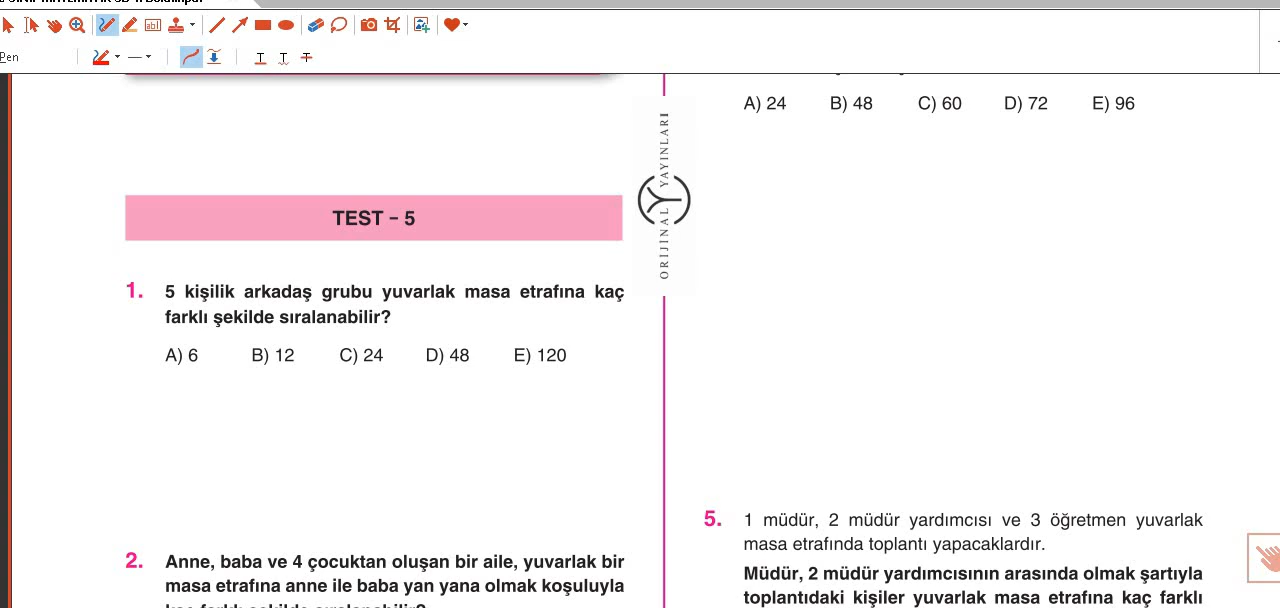 Pen
TEST – 5
1. 5 kişilik arkadaş grubu yuvarlak masa etrafına kaç
farklı şekilde sıralanabilir?
A) 6 B) 12 C) 24 D) 48 E) 120
2. Anne, baba ve 4 çocuktan oluşan bir aile, yuvarlak bir
masa etrafına anne ile baba yan yana olmak koşuluyla
kaç farklı şekilde sıralanabilir?
ORİJİNAL YAYINLARI
A) 24 B) 48 C) 60 D) 72 E) 96
5. 1 müdür, 2 müdür yardımcısı ve 3 öğretmen yuvarlak
masa etrafında toplantı yapacaklardır.
Müdür, 2 müdür yardımcısının arasında olmak şartıyla
toplantıdaki kişiler yuvarlak masa etrafına kaç farklı